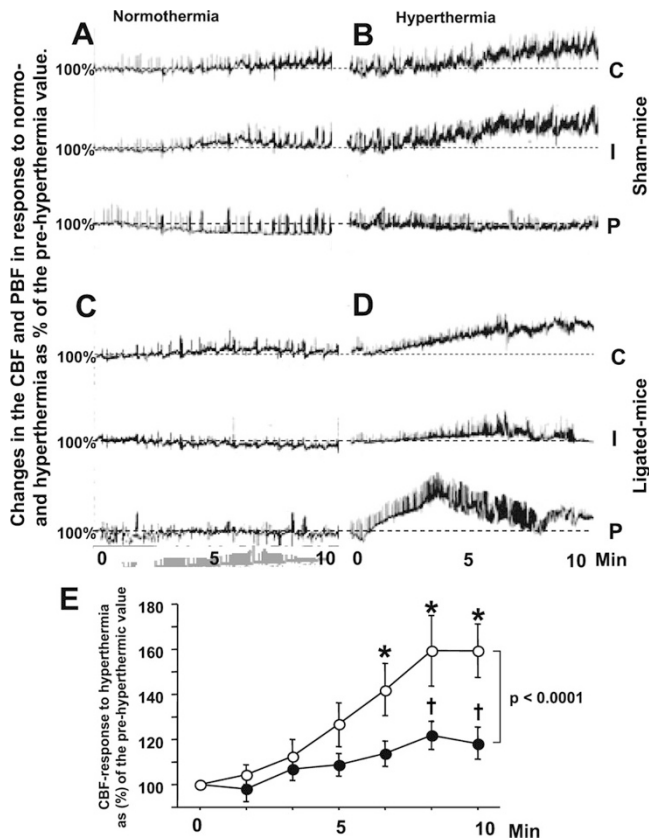 Normothermia
Hyperthermia
A
B
100%
C
100%
I
100%
P
Sham-mice
Changes in the CBF and PBF in response to normo-
and hyperthermia as % of the pre-hyperthermia value.
C
D
100%
C
100%
I
100%
P
Ligated-mice
0 5 10 5 10 Min
E
CBF-response to hyperthermia
as (%) of the pre-hyperthermic value
180
160
140
120
100
* * *
† †
p < 0.0001
0 5 10 Min